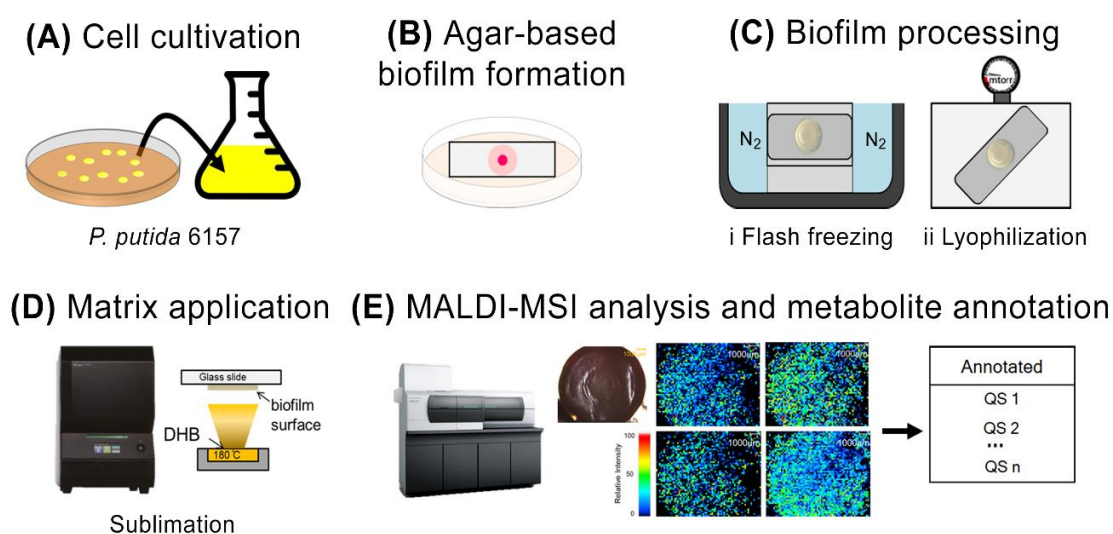 (A) Cell cultivation
P. putida 6157
(B) Agar-based
biofilm formation
(C) Biofilm processing
N2
N2
mtorr
i Flash freezing
ii Lyophilization
(D) Matrix application
Glass slide
biofilm
surface
DHB
180℃
Sublimation
(E) MALDI-MSI analysis and metabolite annotation
1000μm
1000μm
1000μm
1000μm
1000μm
100
50
0
Relative Intensity
Annotated
QS 1
QS 2
...
QS n